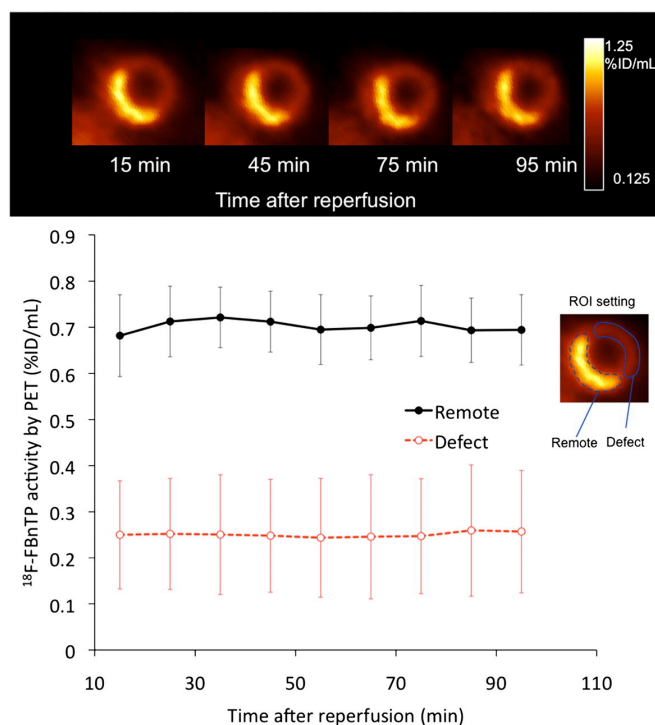 1.25
%ID/mL
0.125
15 min 45 min 75 min 95 min
Time after reperfusion
¹⁸F-FBnTP activity by PET (%ID/mL)
0.9
0.8
0.7
0.6
0.5
0.4
0.3
0.2
0.1
0
Remote
Defect
ROI setting
Remote Defect
10 30 50 70 90 110
Time after reperfusion (min)